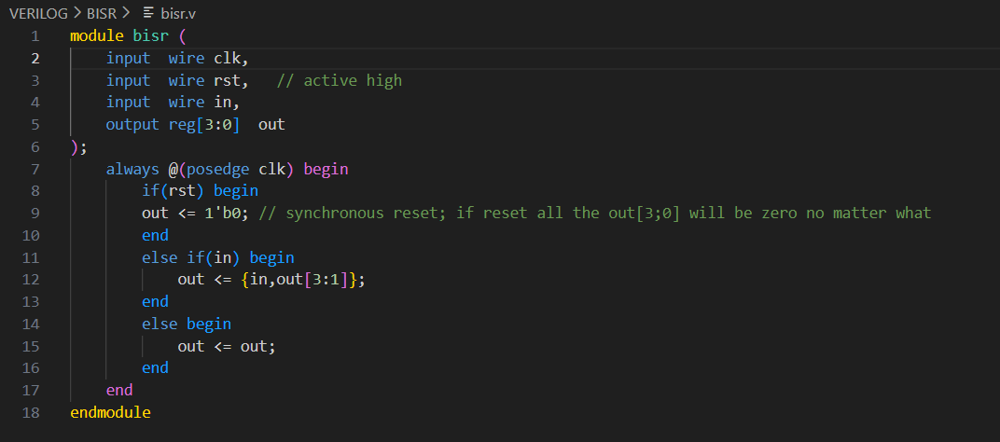 VERILOG > BISR > bisr.v
1 module bisr (
2 input wire clk,
3 input wire rst, // active high
4 input wire in,
5 output reg[3:0] out
6 );
7 always @(posedge clk) begin
8 if(rst) begin
9 out <= 1'b0; // synchronous reset; if reset all the out[3;0] will be zero no matter what
10 end
11 else if(in) begin
12 out <= {in,out[3:1]};
13 end
14 else begin
15 out <= out;
16 end
17 end
18 endmodule